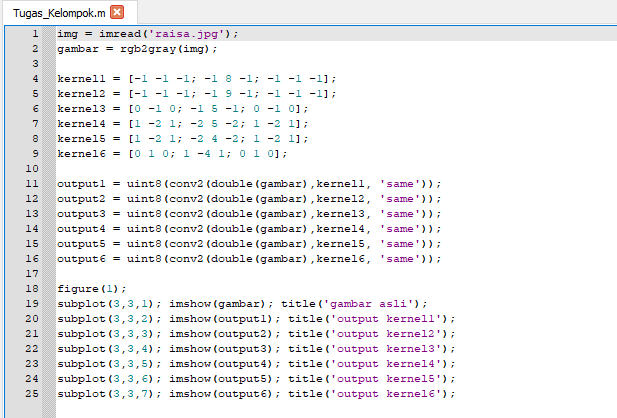 Tugas_Kelompok.m
1 img = imread('raisa.jpg');
2 gambar = rgb2gray(img);
3
4 kernel1 = [-1 -1 -1; -1 8 -1; -1 -1 -1];
5 kernel2 = [-1 -1 -1; -1 9 -1; -1 -1 -1];
6 kernel3 = [0 -1 0; -1 5 -1; 0 -1 0];
7 kernel4 = [1 -2 1; -2 5 -2; 1 -2 1];
8 kernel5 = [1 -2 1; -2 4 -2; 1 -2 1];
9 kernel6 = [0 1 0; 1 -4 1; 0 1 0];
10
11 output1 = uint8(conv2(double(gambar),kernel1, 'same'));
12 output2 = uint8(conv2(double(gambar),kernel2, 'same'));
13 output3 = uint8(conv2(double(gambar),kernel3, 'same'));
14 output4 = uint8(conv2(double(gambar),kernel4, 'same'));
15 output5 = uint8(conv2(double(gambar),kernel5, 'same'));
16 output6 = uint8(conv2(double(gambar),kernel6, 'same'));
17
18 figure(1);
19 subplot(3,3,1); imshow(gambar); title('gambar asli');
20 subplot(3,3,2); imshow(output1); title('output kernel1');
21 subplot(3,3,3); imshow(output2); title('output kernel2');
22 subplot(3,3,4); imshow(output3); title('output kernel3');
23 subplot(3,3,5); imshow(output4); title('output kernel4');
24 subplot(3,3,6); imshow(output5); title('output kernel5');
25 subplot(3,3,7); imshow(output6); title('output kernel6');